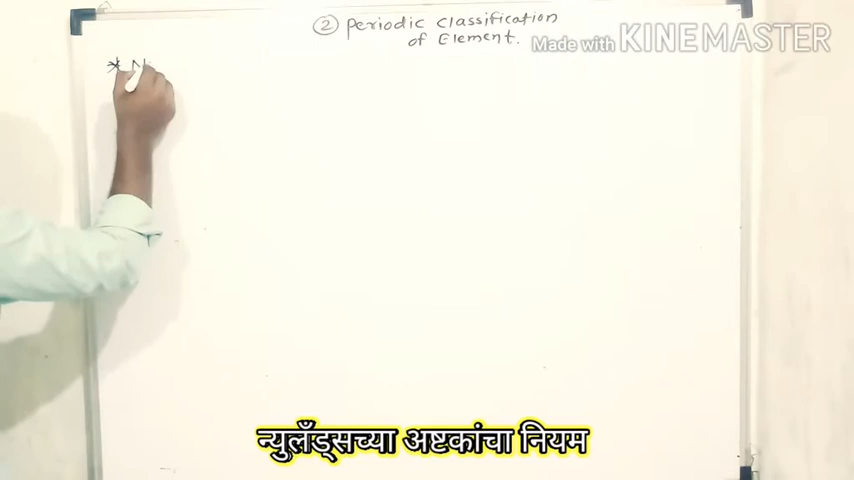 ② Periodic classification
of Element.
Made with KINEMASTER
* N
न्युलँड्सच्या अष्टकांचा नियम